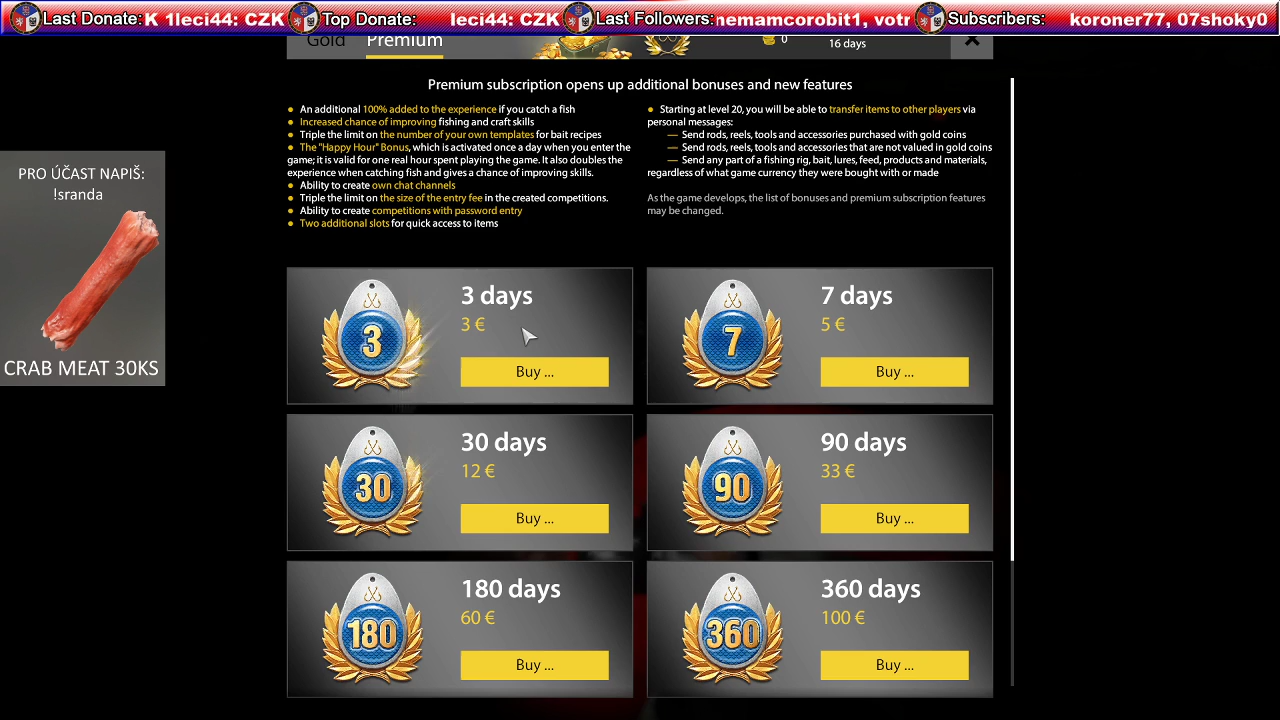 Last Donate: K 1leci44: CZK Top Donate: leci44: CZK Last Followers: nemamcorobit1, votr Subscribers: koroner77, 07shoky0
Gold Premium 0 16 days
Premium subscription opens up additional bonuses and new features
An additional 100% added to the experience if you catch a fish
Increased chance of improving fishing and craft skills
Triple the limit on the number of your own templates for bait recipes
The "Happy Hour" Bonus, which is activated once a day when you enter the
game; it is valid for one real hour spent playing the game. It also doubles the
experience when catching fish and gives a chance of improving skills.
Ability to create own chat channels
Triple the limit on the size of the entry fee in the created competitions.
Ability to create competitions with password entry
Two additional slots for quick access to items
Starting at level 20, you will be able to transfer items to other players via
personal messages:
— Send rods, reels, tools and accessories purchased with gold coins
— Send rods, reels, tools and accessories that are not valued in gold coins
— Send any part of a fishing rig, bait, lures, feed, products and materials,
regardless of what game currency they were bought with or made
As the game develops, the list of bonuses and premium subscription features
may be changed.
PRO ÚČAST NAPIŠ:
!sranda
CRAB MEAT 30KS
3
3 days
3 €
Buy ...
7
7 days
5 €
Buy ...
30
30 days
12 €
Buy ...
90
90 days
33 €
Buy ...
180
180 days
60 €
Buy ...
360
360 days
100 €
Buy ...